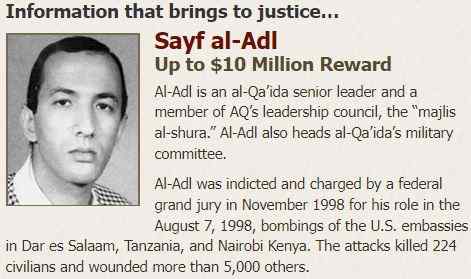 Information that brings to justice…
Sayf al-Adl
Up to $10 Million Reward
Al-Adl is an al-Qa’ida senior leader and a
member of AQ’s leadership council, the “majlis
al-shura.” Al-Adl also heads al-Qa’ida’s military
committee.
Al-Adl was indicted and charged by a federal
grand jury in November 1998 for his role in the
August 7, 1998, bombings of the U.S. embassies
in Dar es Salaam, Tanzania, and Nairobi Kenya. The attacks killed 224
civilians and wounded more than 5,000 others.